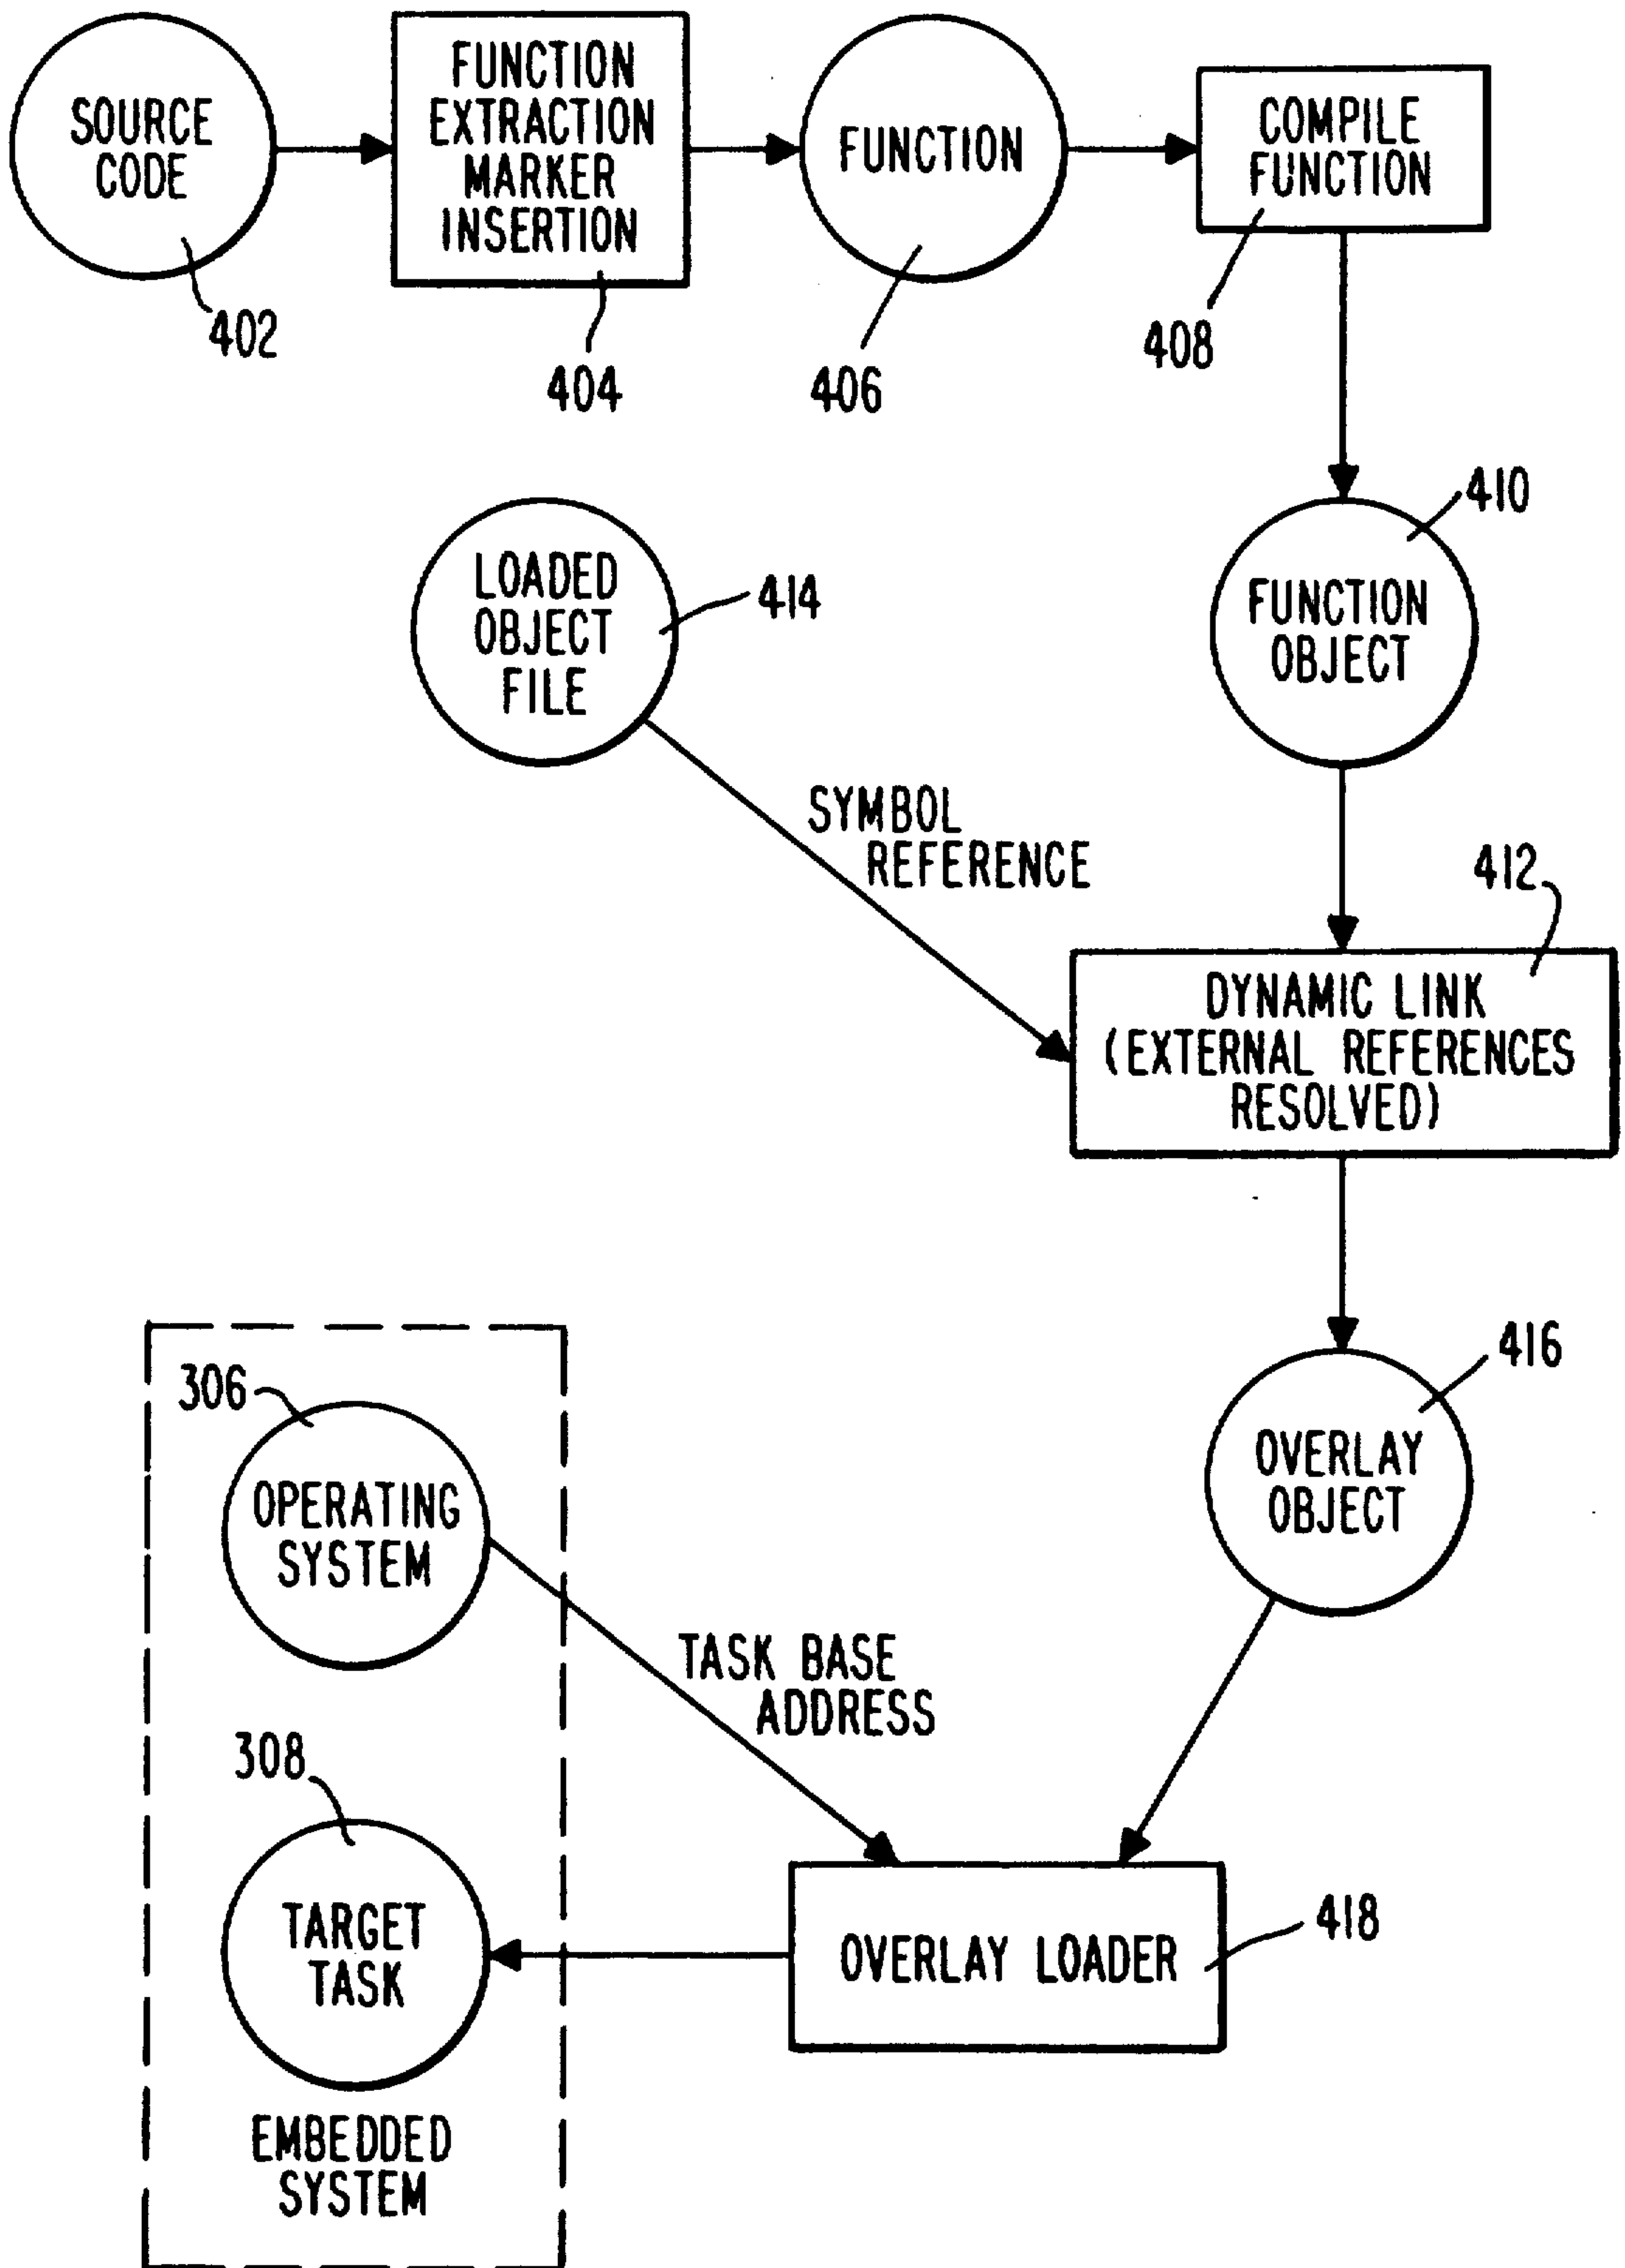 SOURCE
CODE
402
FUNCTION
EXTRACTION
MARKER
INSERTION
404
FUNCTION
406
COMPILE
FUNCTION
408
410
FUNCTION
OBJECT
LOADED
OBJECT
FILE
414
SYMBOL
REFERENCE
412
DYNAMIC LINK
(EXTERNAL REFERENCES
RESOLVED)
416
OVERLAY
OBJECT
306
OPERATING
SYSTEM
TASK BASE
ADDRESS
308
TARGET
TASK
OVERLAY LOADER
418
EMBEDDED
SYSTEM